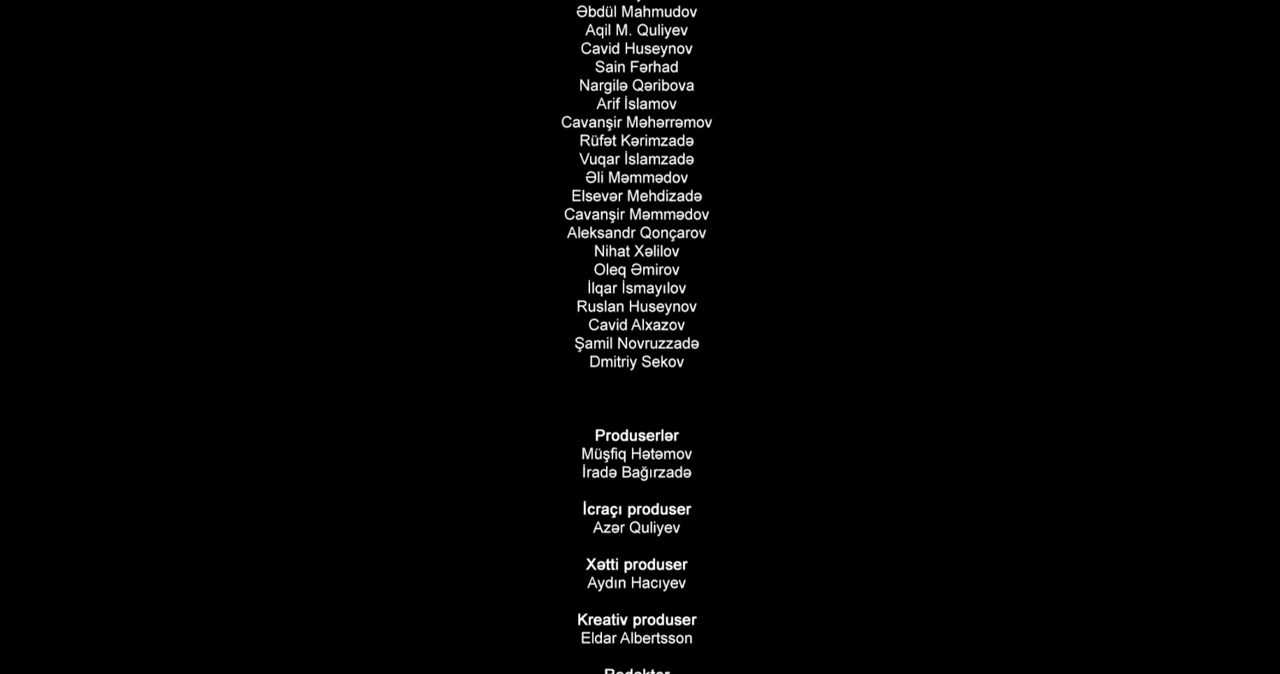 Əbdül Mahmudov
Aqil M. Quliyev
Cavid Huseynov
Sain Fərhad
Nargilə Qəribova
Arif İslamov
Cavanşir Məhərrəmov
Rüfət Kərimzadə
Vuqar İslamzadə
Əli Məmmədov
Elsevər Mehdizadə
Cavanşir Məmmədov
Aleksandr Qonçarov
Nihat Xəlilov
Oleq Əmirov
İlqar İsmayılov
Ruslan Huseynov
Cavid Alxazov
Şamil Novruzzadə
Dmitriy Sekov
Produserlər
Müşfiq Hətəmov
İradə Bağırzadə
İcraçı produser
Azər Quliyev
Xətti produser
Aydın Hacıyev
Kreativ produser
Eldar Albertsson